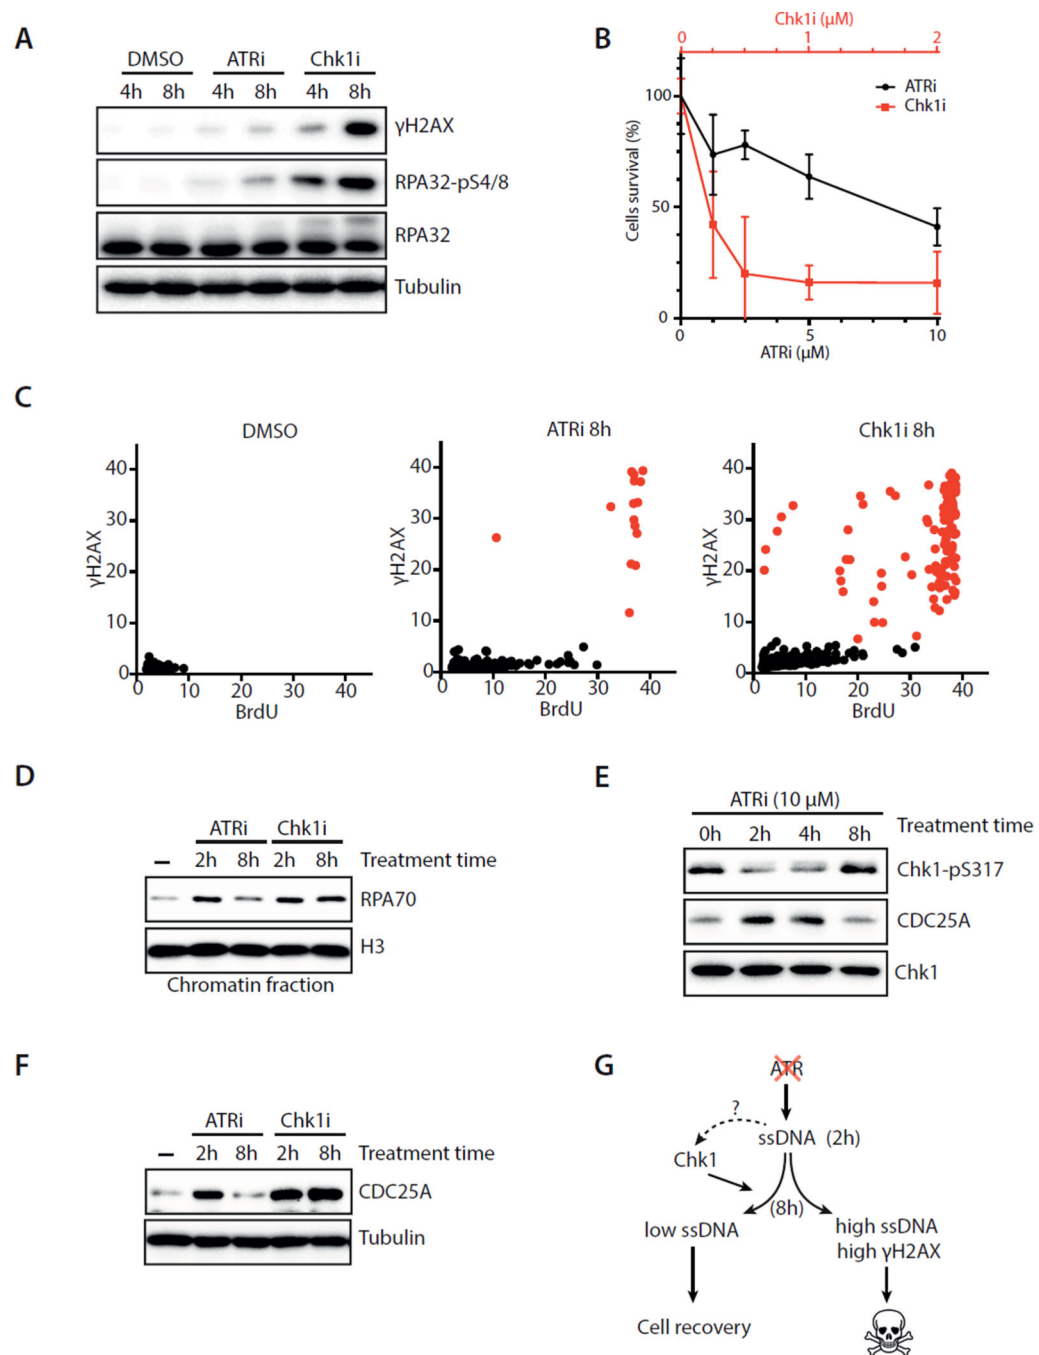 A
DMSO ATRi Chk1i
4h 8h 4h 8h 4h 8h
γH2AX
RPA32-pS4/8
RPA32
Tubulin
B
Chk1i (μM)
0 1 2
ATRi
Chk1i
Cells survival (%)
100
50
0
0 5 10
ATRi (μM)
C
DMSO
γH2AX
40
30
20
10
0
0 10 20 30 40
BrdU
ATRi 8h
γH2AX
40
30
20
10
0
0 10 20 30 40
BrdU
Chk1i 8h
γH2AX
40
30
20
10
0
0 10 20 30 40
BrdU
D
ATRi Chk1i
– 2h 8h 2h 8h Treatment time
RPA70
H3
Chromatin fraction
E
ATRi (10 μM)
0h 2h 4h 8h Treatment time
Chk1-pS317
CDC25A
Chk1
F
ATRi Chk1i
– 2h 8h 2h 8h Treatment time
CDC25A
Tubulin
G
ATR
?
ssDNA (2h)
Chk1
(8h)
low ssDNA
high ssDNA
high γH2AX
Cell recovery